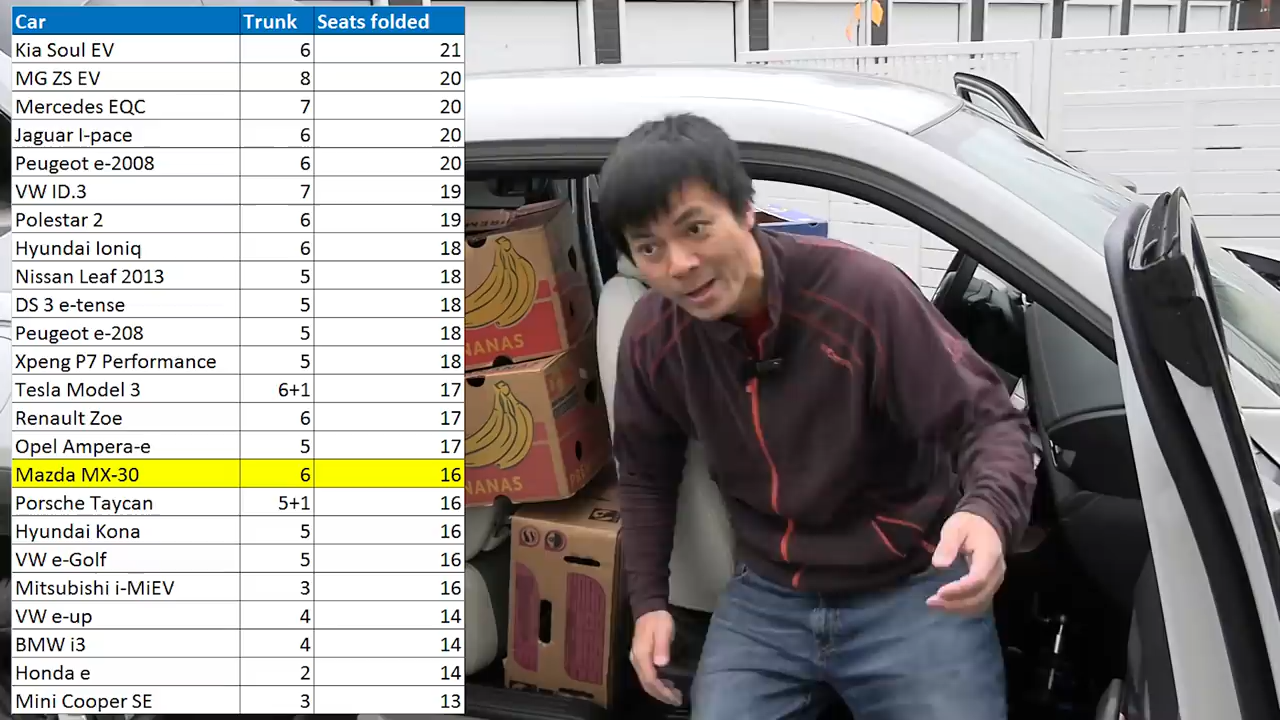 Car Trunk Seats folded
Kia Soul EV 6 21
MG ZS EV 8 20
Mercedes EQC 7 20
Jaguar I-pace 6 20
Peugeot e-2008 6 20
VW ID.3 7 19
Polestar 2 6 19
Hyundai Ioniq 6 18
Nissan Leaf 2013 5 18
DS 3 e-tense 5 18
Peugeot e-208 5 18
Xpeng P7 Performance 5 18
Tesla Model 3 6+1 17
Renault Zoe 6 17
Opel Ampera-e 5 17
Mazda MX-30 6 16
Porsche Taycan 5+1 16
Hyundai Kona 5 16
VW e-Golf 5 16
Mitsubishi i-MiEV 3 16
VW e-up 4 14
BMW i3 4 14
Honda e 2 14
Mini Cooper SE 3 13
NANAS
NANAS